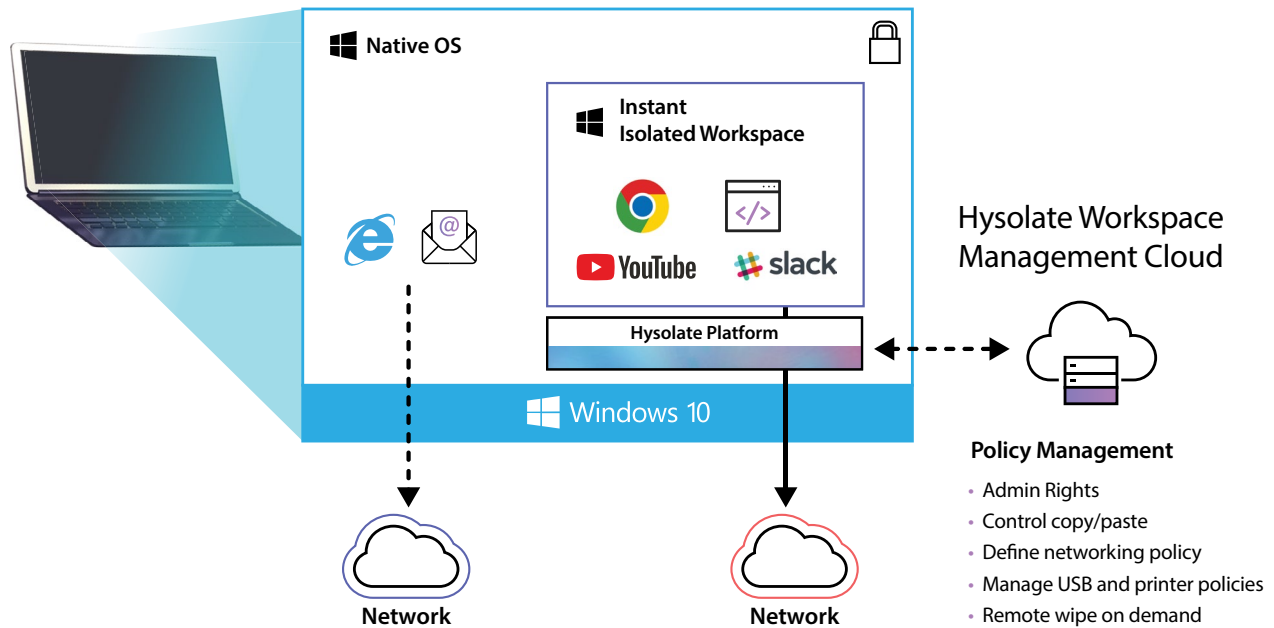 Native OS
Instant
Isolated Workspace
@
</>
YouTube
slack
Hysolate Platform
Windows 10
Network
Network
Hysolate Workspace
Management Cloud
Policy Management
• Admin Rights
• Control copy/paste
• Define networking policy
• Manage USB and printer policies
• Remote wipe on demand